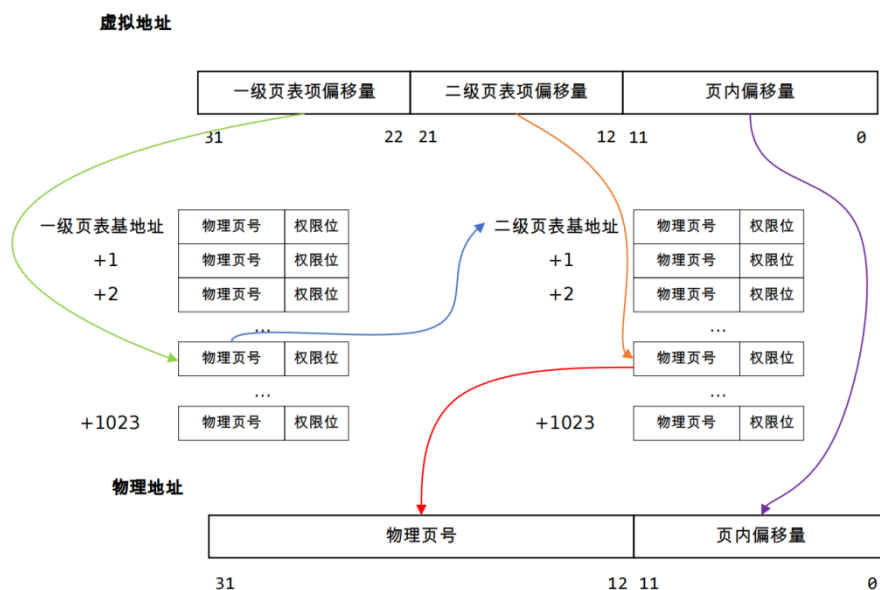 虚拟地址
一级页表项偏移量 二级页表项偏移量 页内偏移量
31 22 21 12 11 0
一级页表基地址 物理页号 权限位 二级页表基地址 物理页号 权限位
+1 物理页号 权限位 +1 物理页号 权限位
+2 物理页号 权限位 +2 物理页号 权限位
... ...
物理页号 权限位 物理页号 权限位
... ...
+1023 物理页号 权限位 +1023 物理页号 权限位
物理地址
物理页号 页内偏移量
31 12 11 0